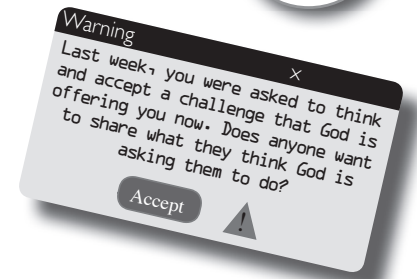 Warning
x
Last week, you were asked to think
and accept a challenge that God is
offering you now. Does anyone want
to share what they think God is
asking them to do?
Accept
!